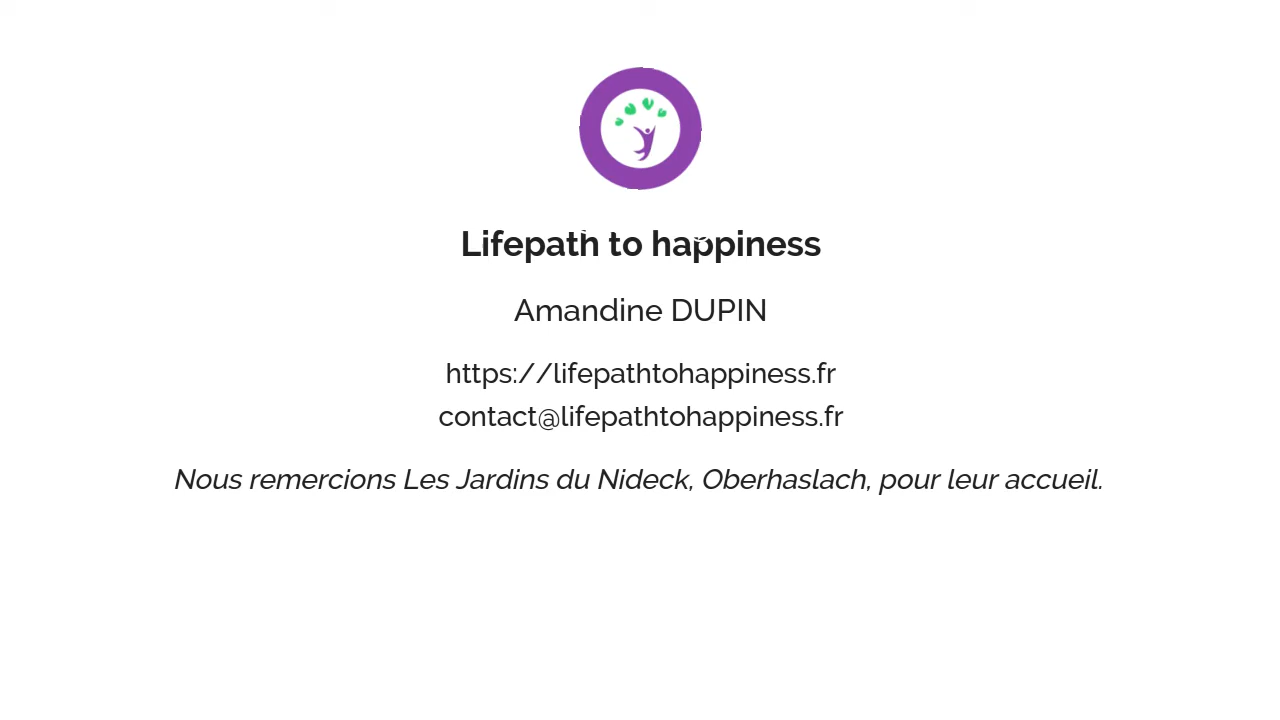 Lifepath to happiness
Amandine DUPIN
https://lifepathtohappiness.fr
contact@lifepathtohappiness.fr
Nous remercions Les Jardins du Nideck, Oberhaslach, pour leur accueil.